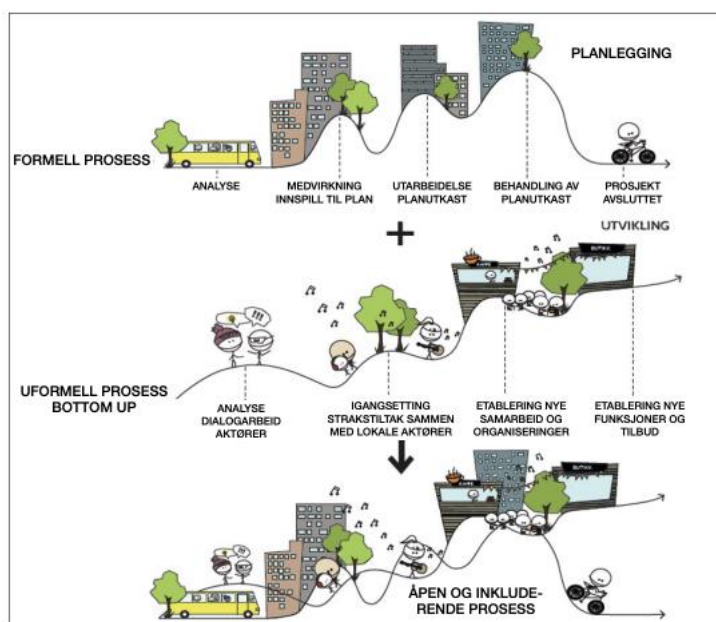 PLANLEGGING
FORMELL PROSESS
ANALYSE
MEDVIRKNING
INNSPILL TIL PLAN
UTARBEIDELSE
PLANUTKAST
BEHANDLING AV
PLANUTKAST
PROSJEKT
AVSLUTTET
+
UTVIKLING
BUTIKK
!!!
UFORMELL PROSESS
BOTTOM UP
ANALYSE
DIALOGARBEID
AKTØRER
IGANGSETTING
STRAKSTILTAK SAMMEN
MED LOKALE AKTØRER
ETABLERING NYE
SAMARBEID OG
ORGANISERINGER
ETABLERING NYE
FUNKSJONER OG
TILBUD
BUTIKK
ÅPEN OG INKLUDE-
RENDE PROSESS